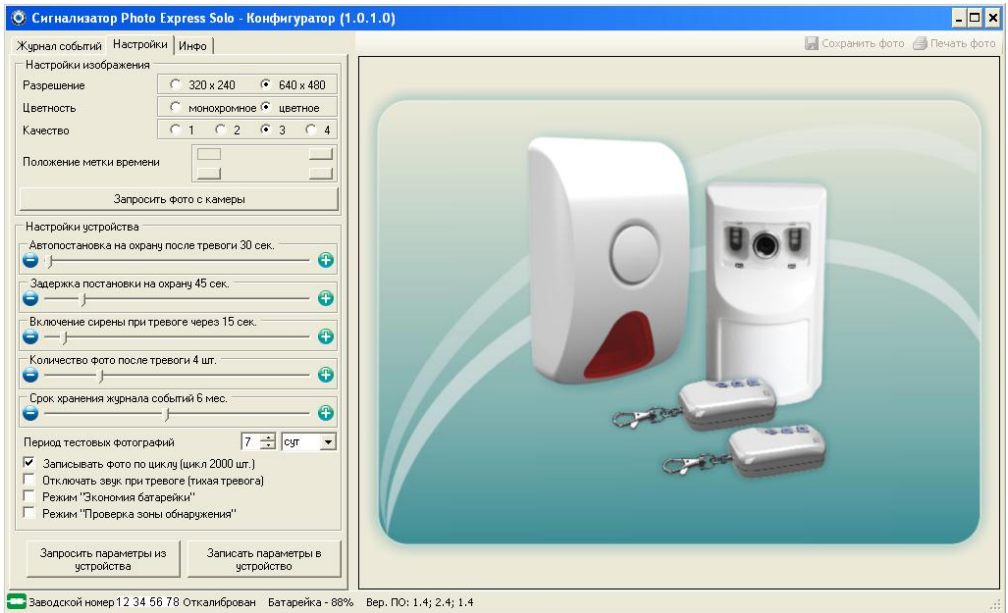 Сигнализатор Photo Express Solo - Конфигуратор (1.0.1.0)
Журнал событий Настройки Инфо
Сохранить фото Печать фото
Настройки изображения
Разрешение 320 x 240 640 x 480
Цветность монохромное цветное
Качество 1 2 3 4
Положение метки времени
Запросить фото с камеры
Настройки устройства
Автопостановка на охрану после тревоги 30 сек.
Задержка постановки на охрану 45 сек.
Включение сирены при тревоге через 15 сек.
Количество фото после тревоги 4 шт.
Срок хранения журнала событий 6 мес.
Период тестовых фотографий 7 сут
Записывать фото по циклу (цикл 2000 шт.)
Отключать звук при тревоге (тихая тревога)
Режим "Экономия батарейки"
Режим "Проверка зоны обнаружения"
Запросить параметры из
устройства
Записать параметры в
устройство
Заводской номер 12 34 56 78 Откалиброван Батарейка - 88% Вер. ПО: 1.4; 2.4; 1.4